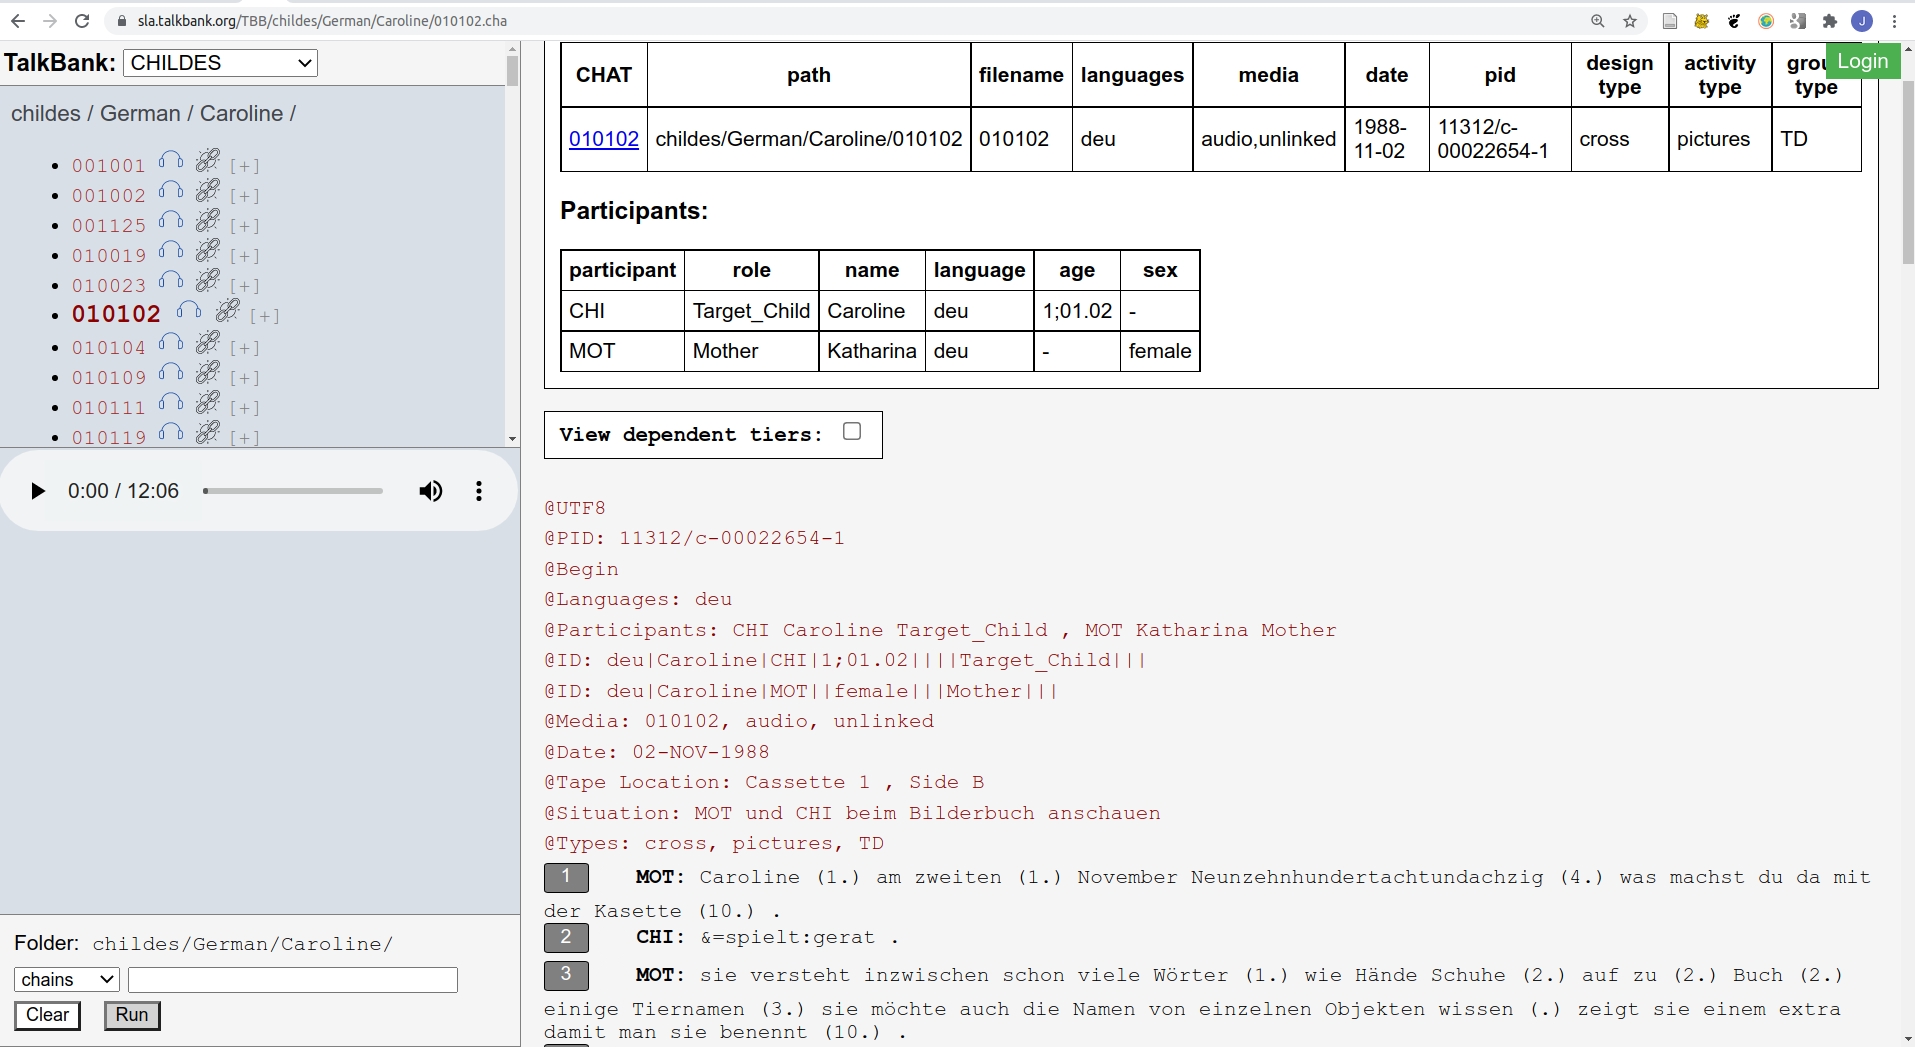 sla.talkbank.org/TBB/childes/German/Caroline/010102.cha
J
TalkBank: CHILDES
childes / German / Caroline /
001001 [+]
001002 [+]
001125 [+]
010019 [+]
010023 [+]
010102 [+]
010104 [+]
010109 [+]
010111 [+]
010119 [+]
0:00 / 12:06
Folder: childes/German/Caroline/
chains
Clear Run
Login
CHAT path filename languages media date pid design type activity type type
010102 childes/German/Caroline/010102 010102 deu audio,unlinked 1988-11-02 11312/c-00022654-1 cross pictures TD
Participants:
participant role name language age sex
CHI Target_Child Caroline deu 1;01.02 -
MOT Mother Katharina deu - female
View dependent tiers:
@UTF8
@PID: 11312/c-00022654-1
@Begin
@Languages: deu
@Participants: CHI Caroline Target_Child , MOT Katharina Mother
@ID: deu|Caroline|CHI|1;01.02||||Target_Child|||
@ID: deu|Caroline|MOT||female|||Mother|||
@Media: 010102, audio, unlinked
@Date: 02-NOV-1988
@Tape Location: Cassette 1 , Side B
@Situation: MOT und CHI beim Bilderbuch anschauen
@Types: cross, pictures, TD
1 MOT: Caroline (1.) am zweiten (1.) November Neunzehnhundertachtundachzig (4.) was machst du da mit
der Kasette (10.) .
2 CHI: &=spielt:gerat .
3 MOT: sie versteht inzwischen schon viele Wörter (1.) wie Hände Schuhe (2.) auf zu (2.) Buch (2.)
einige Tiernamen (3.) sie möchte auch die Namen von einzelnen Objekten wissen (.) zeigt sie einem extra
damit man sie benennt (10.) .